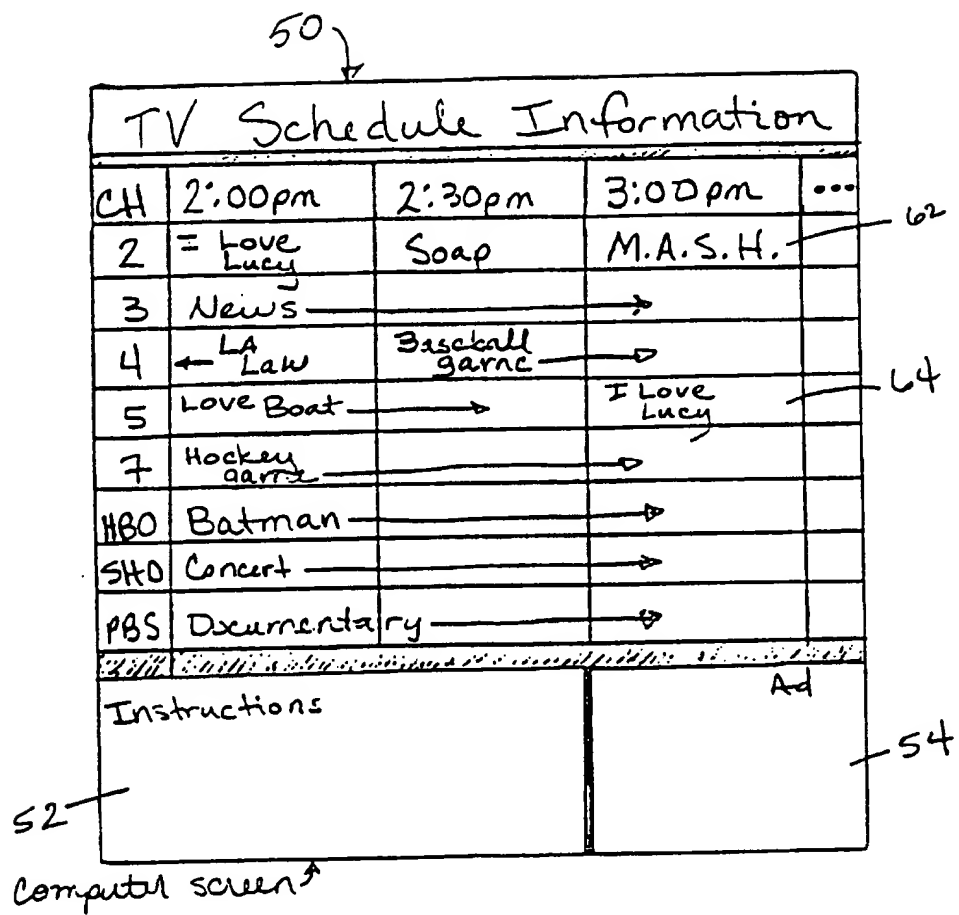 50
TV Schedule Information
CH 2:00pm 2:30pm 3:00pm ...
2 I Love Lucy Soap M.A.S.H. 62
3 News
4 LA Law Baseball game
5 Love Boat I Love Lucy 64
7 Hockey game
HBO Batman
SHO Concert
PBS Documentary
Instructions Ad
54
52
Computer screen